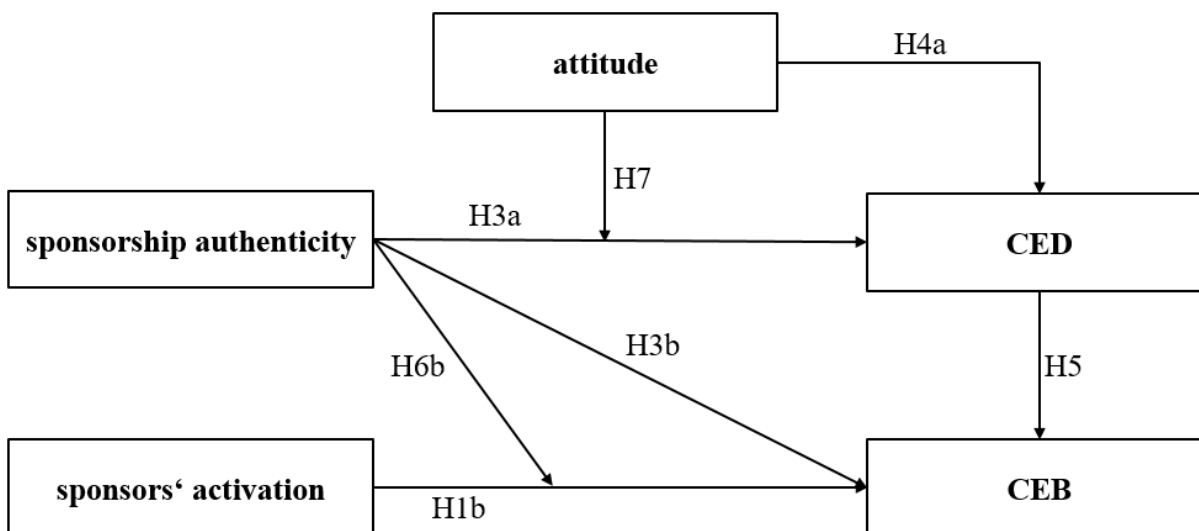 attitude
H4a
H7
sponsorship authenticity
H3a
CED
H6b
H3b
H5
sponsors‘ activation
H1b
CEB